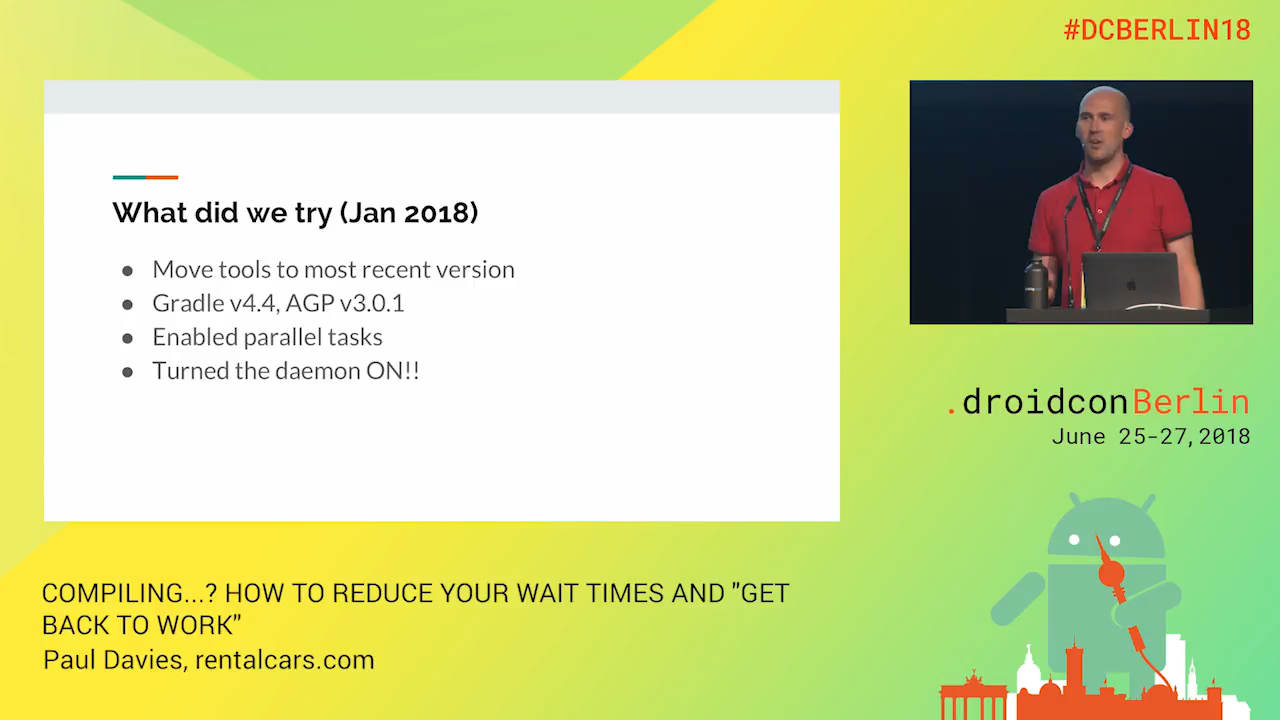 #DCBERLIN18
What did we try (Jan 2018)
● Move tools to most recent version
● Gradle v4.4, AGP v3.0.1
● Enabled parallel tasks
● Turned the daemon ON!!
.droidconBerlin
June 25-27,2018
COMPILING...? HOW TO REDUCE YOUR WAIT TIMES AND "GET
BACK TO WORK"
Paul Davies, rentalcars.com